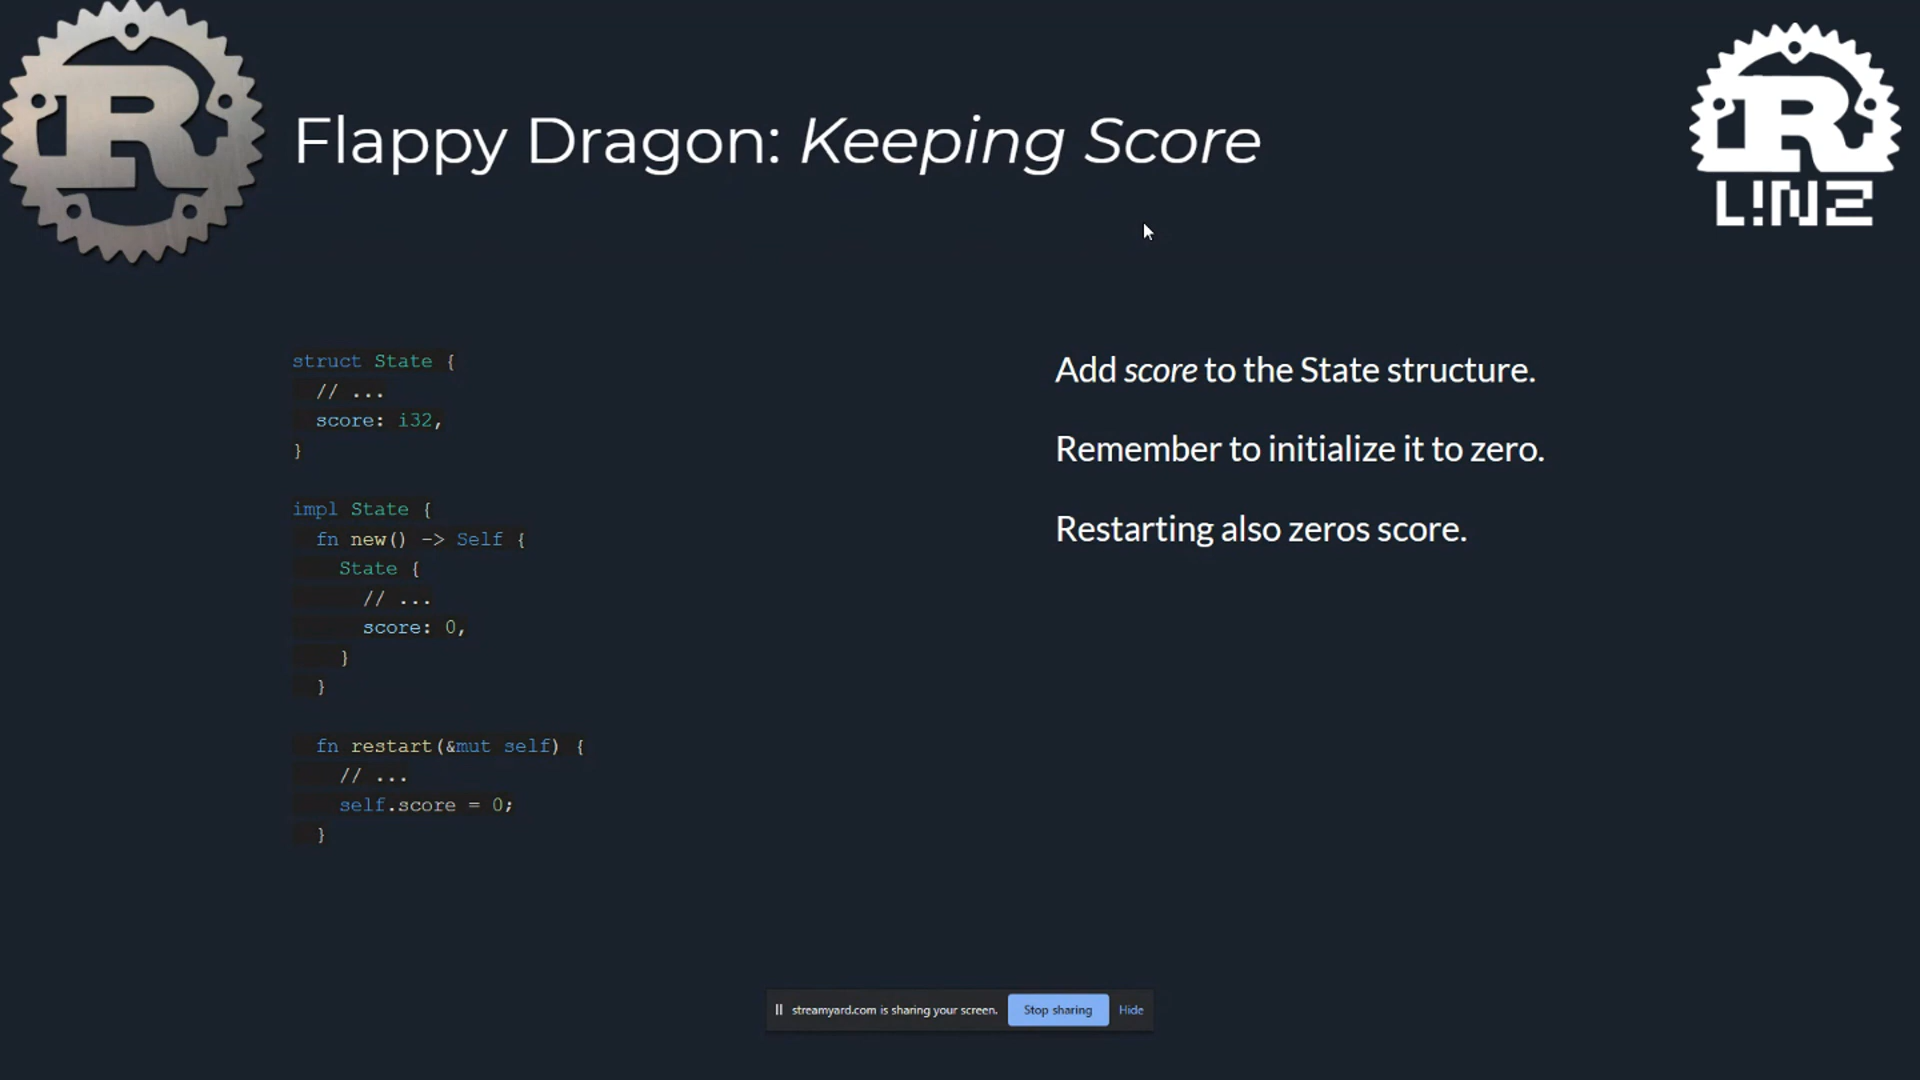 R
Flappy Dragon: Keeping Score
R
L!NZ
struct State {
  // ...
  score: i32,
}
impl State {
  fn new() -> Self {
    State {
      // ...
      score: 0,
    }
  }
  fn restart(&mut self) {
    // ...
    self.score = 0;
  }
Add score to the State structure.
Remember to initialize it to zero.
Restarting also zeros score.
streamyard.com is sharing your screen. Stop sharing Hide